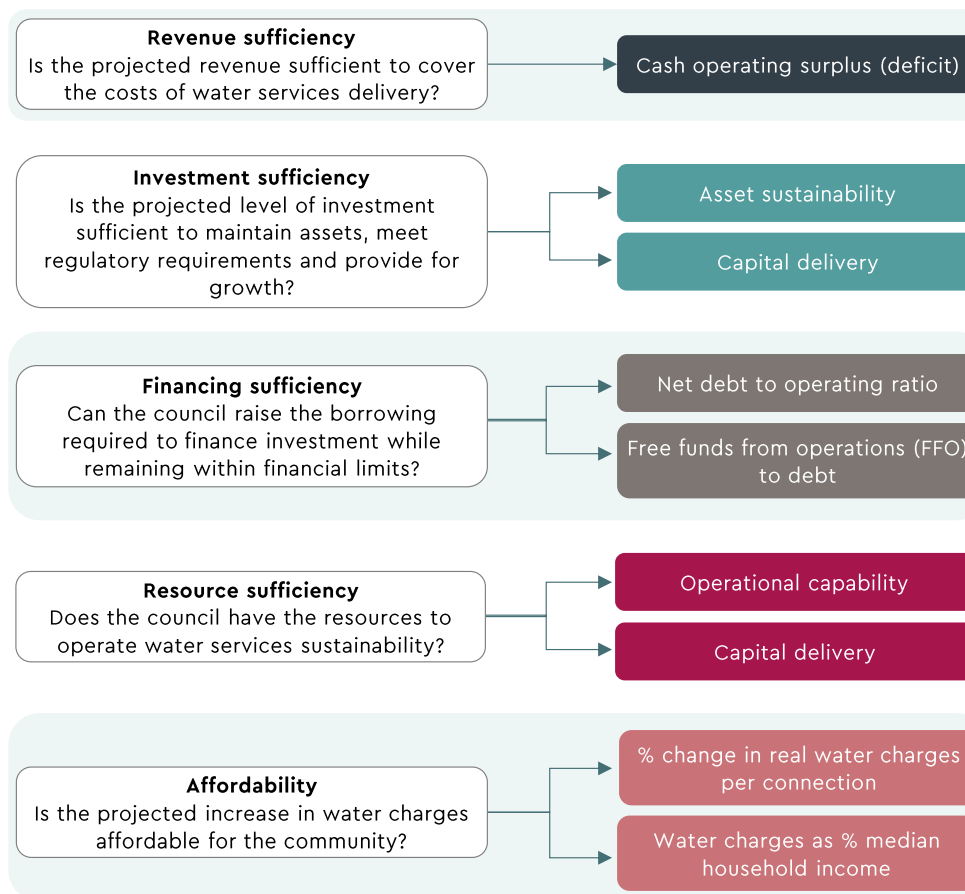 Revenue sufficiency
Is the projected revenue sufficient to cover
the costs of water services delivery?
Cash operating surplus (deficit)
Investment sufficiency
Is the projected level of investment
sufficient to maintain assets, meet
regulatory requirements and provide for
growth?
Asset sustainability
Capital delivery
Financing sufficiency
Can the council raise the borrowing
required to finance investment while
remaining within financial limits?
Net debt to operating ratio
Free funds from operations (FFO)
to debt
Resource sufficiency
Does the council have the resources to
operate water services sustainability?
Operational capability
Capital delivery
Affordability
Is the projected increase in water charges
affordable for the community?
% change in real water charges
per connection
Water charges as % median
household income